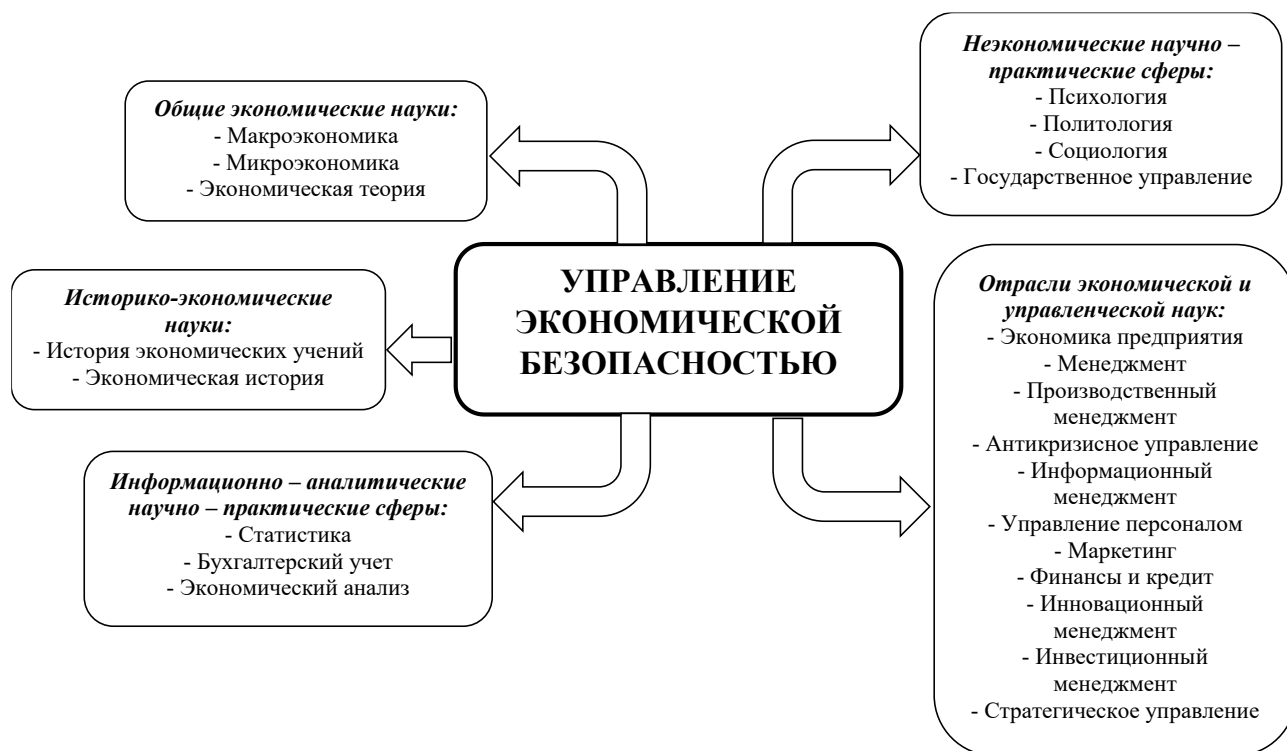 Общие экономические науки:
- Макроэкономика
- Микроэкономика
- Экономическая теория
Неэкономические научно –
практические сферы:
- Психология
- Политология
- Социология
- Государственное управление
УПРАВЛЕНИЕ
ЭКОНОМИЧЕСКОЙ
БЕЗОПАСНОСТЬЮ
Историко-экономические
науки:
- История экономических учений
- Экономическая история
Информационно – аналитические
научно – практические сферы:
- Статистика
- Бухгалтерский учет
- Экономический анализ
Отрасли экономической и
управленческой наук:
- Экономика предприятия
- Менеджмент
- Производственный
менеджмент
- Антикризисное управление
- Информационный
менеджмент
- Управление персоналом
- Маркетинг
- Финансы и кредит
- Инновационный
менеджмент
- Инвестиционный
менеджмент
- Стратегическое управление